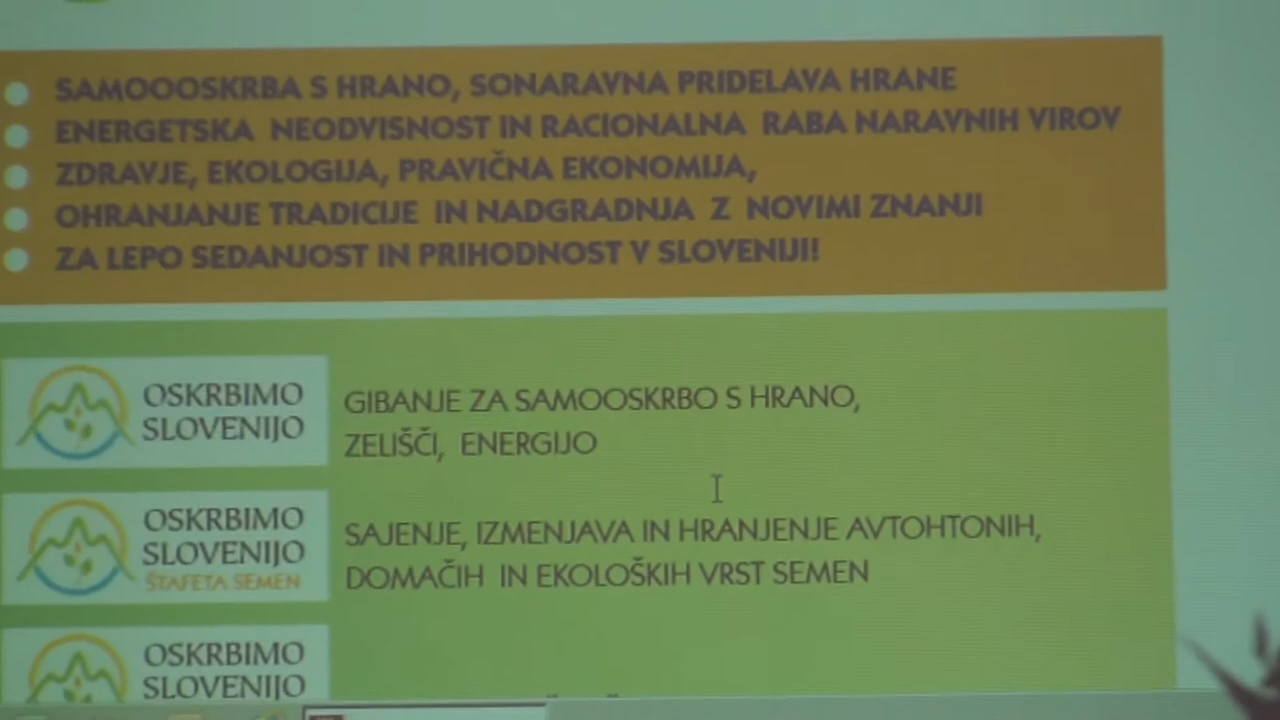 SAMOOOSKRBA S HRANO, SONARAVNA PRIDELAVA HRANE
ENERGETSKA NEODVISNOST IN RACIONALNA RABA NARAVNIH VIROV
ZDRAVJE, EKOLOGIJA, PRAVIČNA EKONOMIJA,
OHRANJANJE TRADICIJE IN NADGRADNJA Z NOVIMI ZNANJI
ZA LEPO SEDANJOST IN PRIHODNOST V SLOVENIJI!
OSKRBIMO
SLOVENIJO
GIBANJE ZA SAMOOSKRBO S HRANO,
ZELIŠČI, ENERGIJO
OSKRBIMO
SLOVENIJO
ŠTAFETA SEMEN
SAJENJE, IZMENJAVA IN HRANJENJE AVTOHTONIH,
DOMAČIH IN EKOLOŠKIH VRST SEMEN
OSKRBIMO
SLOVENIJO